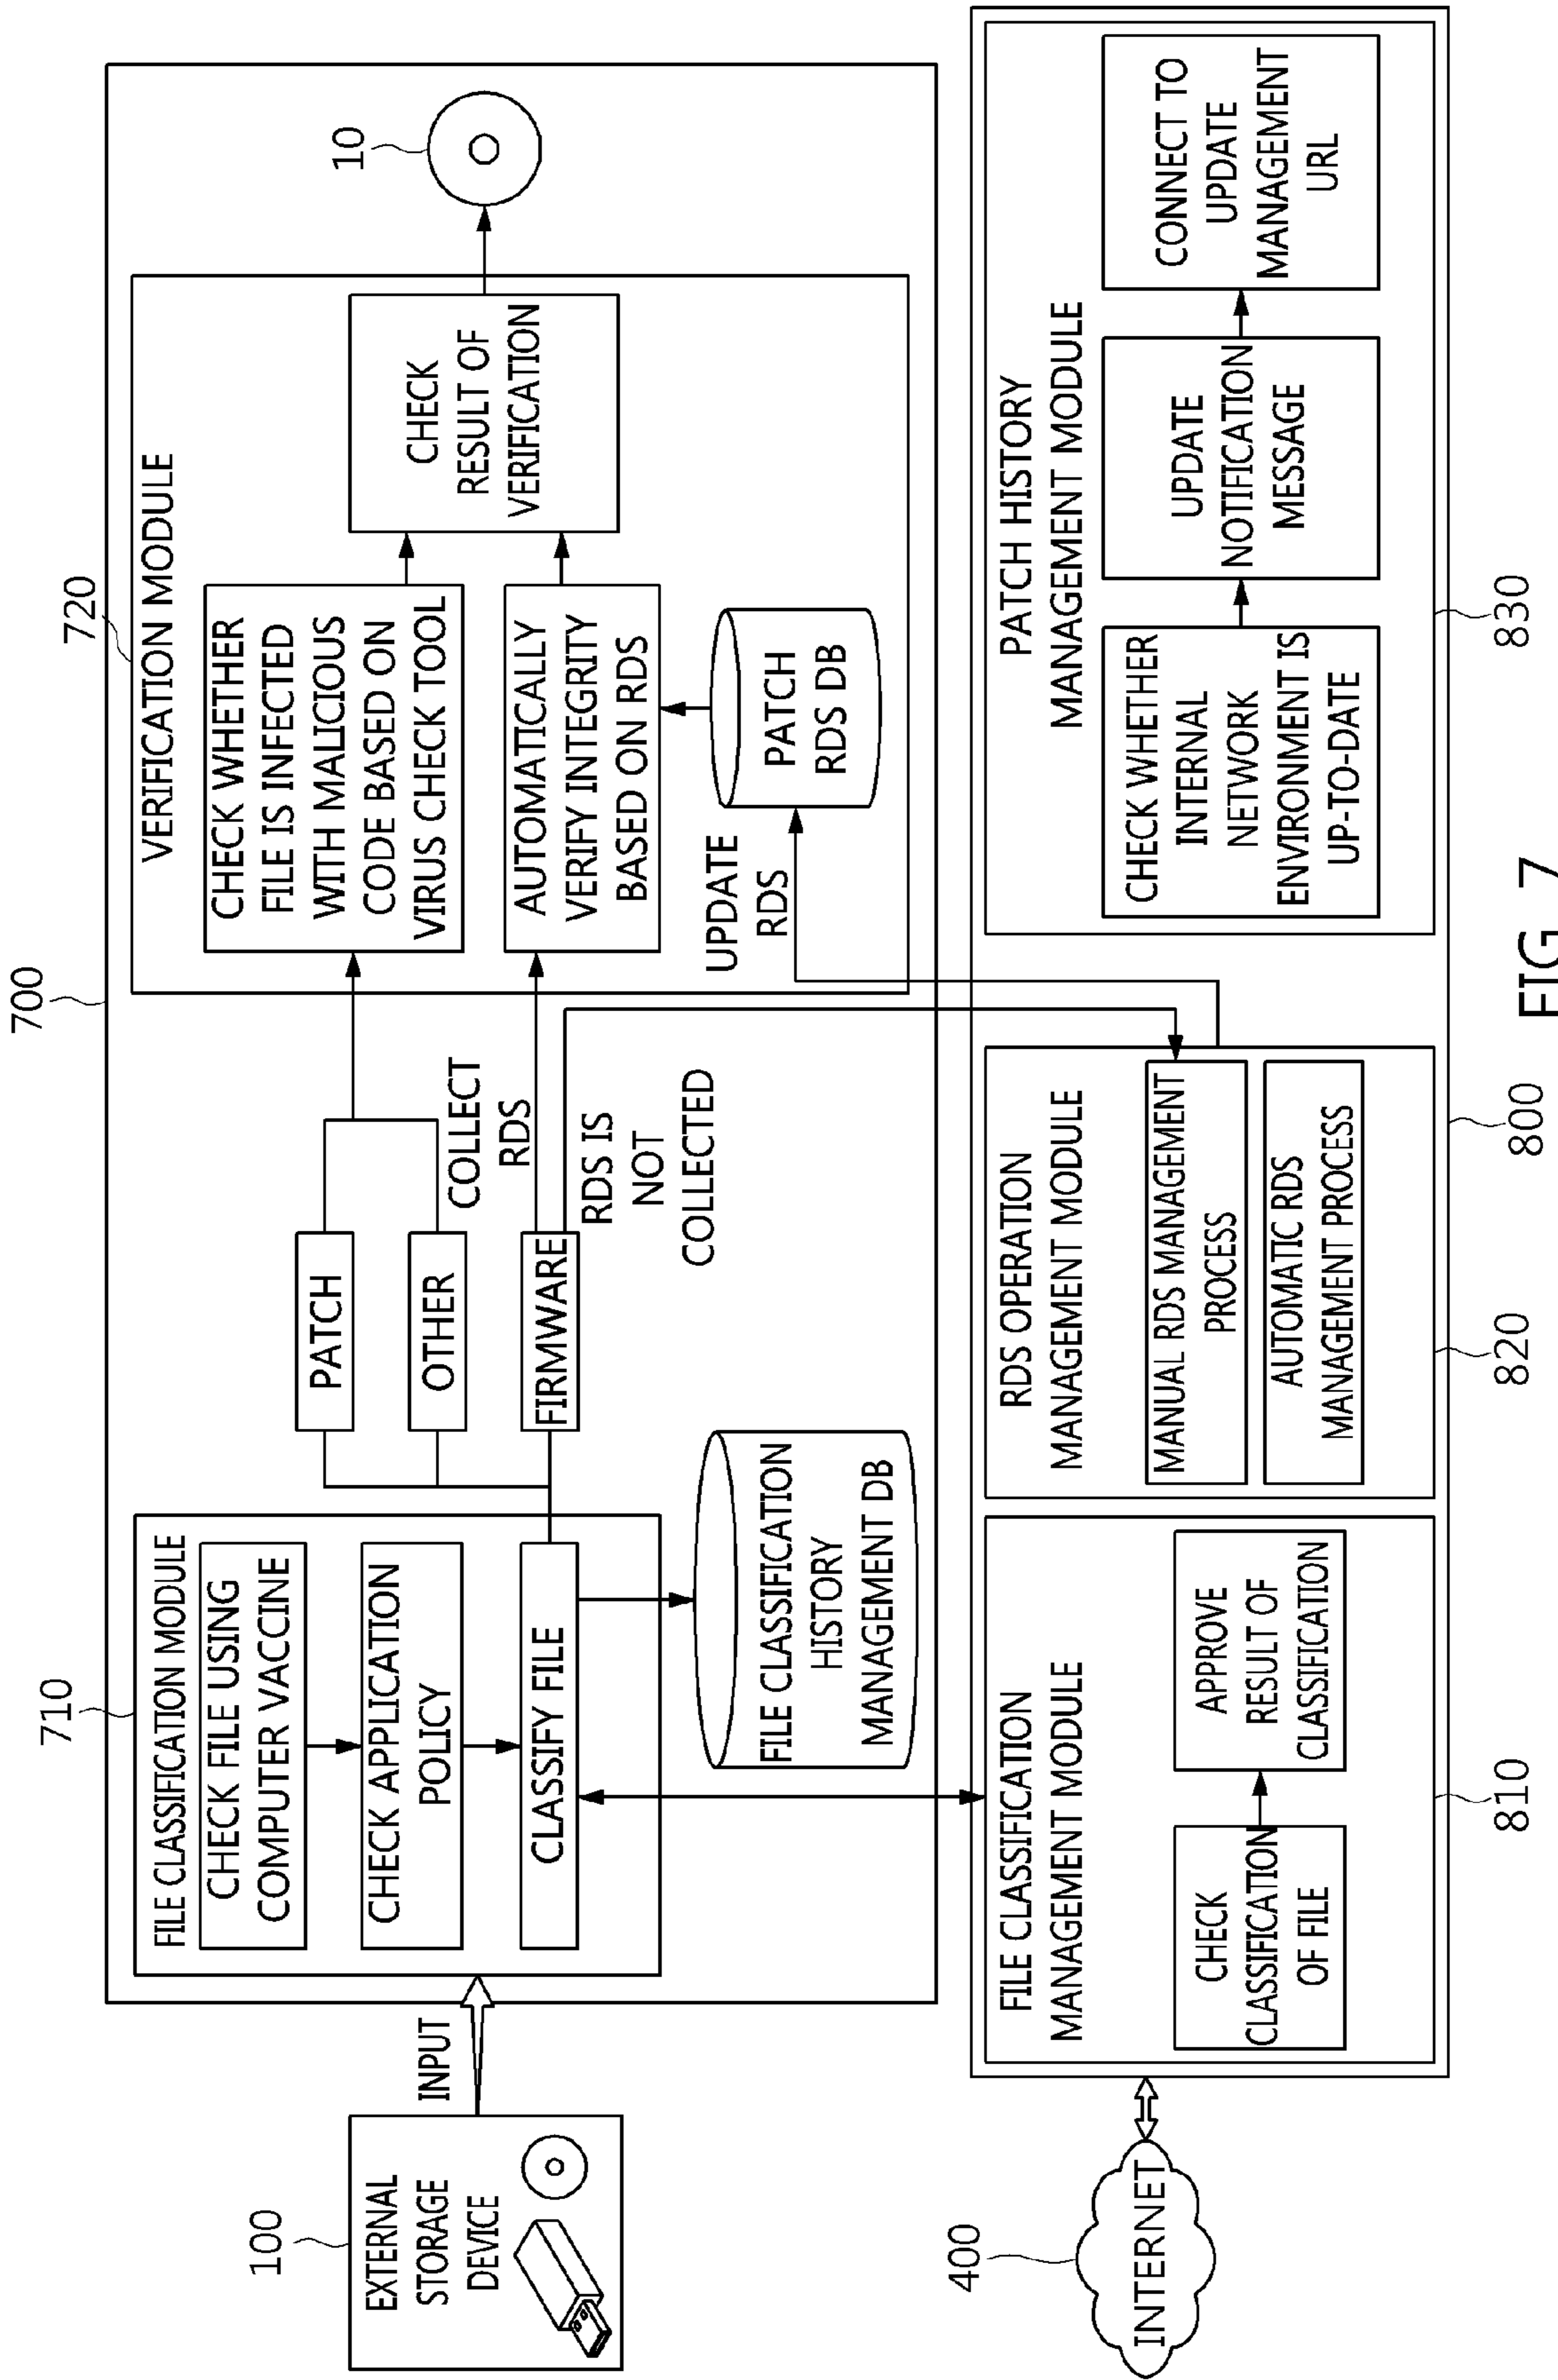 700
710
FILE CLASSIFICATION MODULE
CHECK FILE USING
COMPUTER VACCINE
CHECK APPLICATION
POLICY
CLASSIFY FILE
FILE CLASSIFICATION
HISTORY
MANAGEMENT DB
100
EXTERNAL
STORAGE
DEVICE
INPUT
PATCH
OTHER
FIRMWARE
COLLECT
RDS
RDS IS
NOT
COLLECTED
720
VERIFICATION MODULE
CHECK WHETHER
FILE IS INFECTED
WITH MALICIOUS
CODE BASED ON
VIRUS CHECK TOOL
AUTOMATICALLY
VERIFY INTEGRITY
BASED ON RDS
PATCH
RDS DB
UPDATE
RDS
CHECK
RESULT OF
VERIFICATION
10
400
INTERNET
FILE CLASSIFICATION
MANAGEMENT MODULE
CHECK
CLASSIFICATION
OF FILE
APPROVE
RESULT OF
CLASSIFICATION
810
RDS OPERATION
MANAGEMENT MODULE
MANUAL RDS MANAGEMENT
PROCESS
AUTOMATIC RDS
MANAGEMENT PROCESS
820
800
PATCH HISTORY
MANAGEMENT MODULE
CHECK WHETHER
INTERNAL
NETWORK
ENVIRONMENT IS
UP-TO-DATE
UPDATE
NOTIFICATION
MESSAGE
CONNECT TO
UPDATE
MANAGEMENT
URL
830
FIG. 7